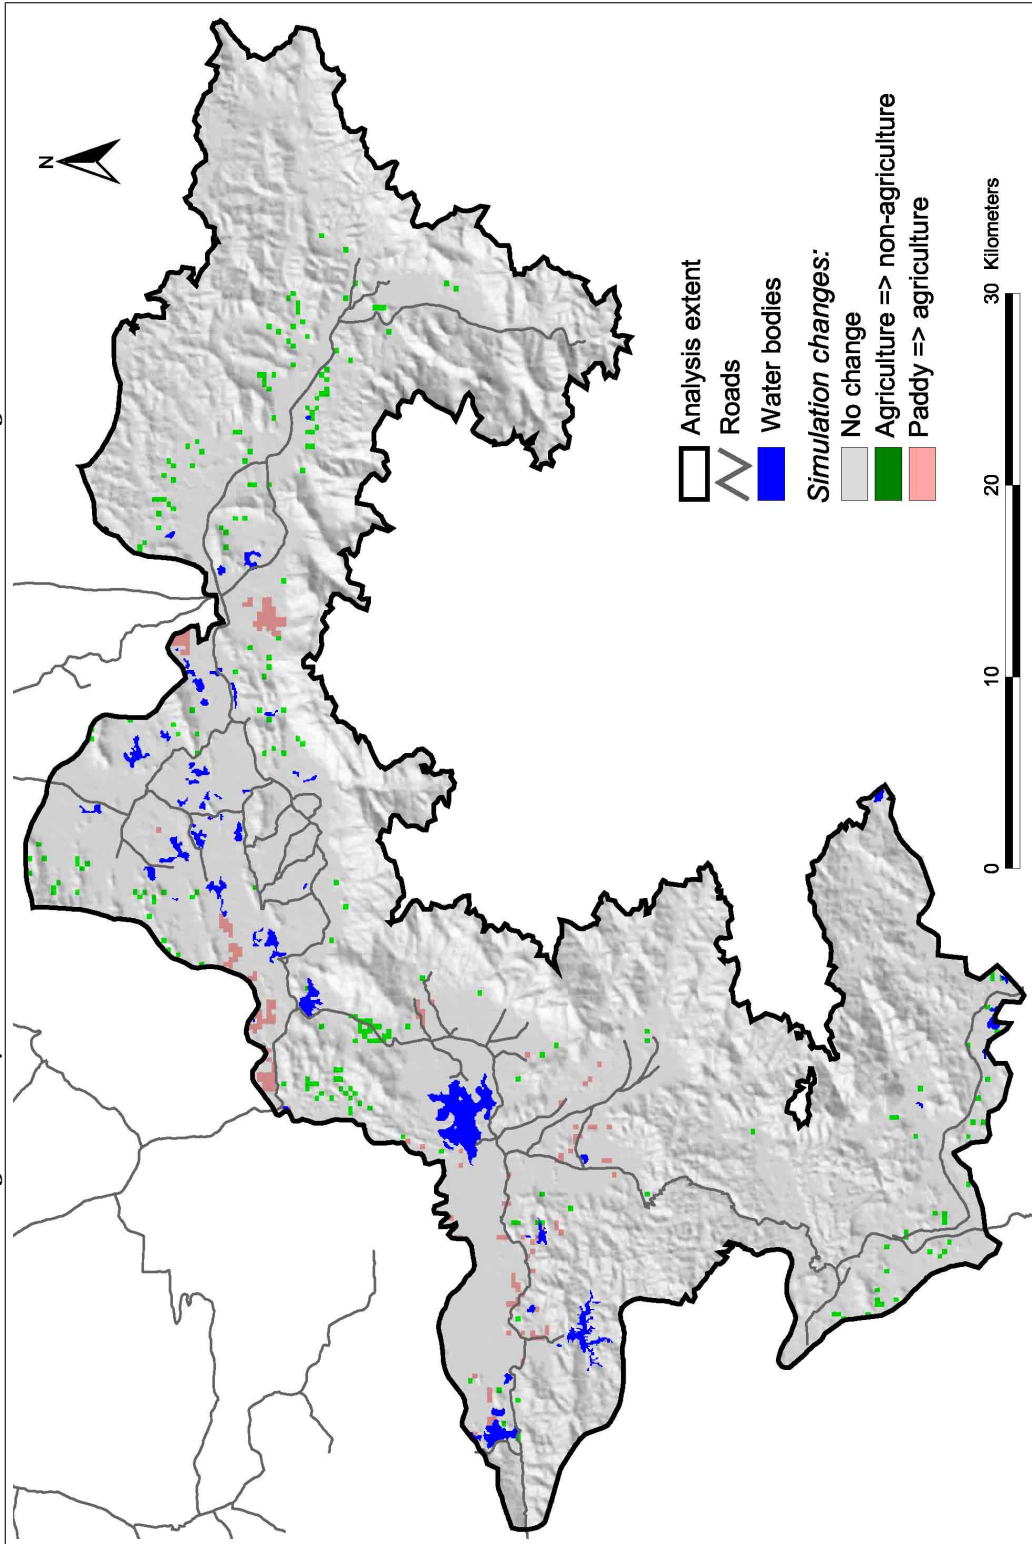 N
Analysis extent
Roads
Water bodies
Simulation changes:
No change
Agriculture => non-agriculture
Paddy => agriculture
0 10 20 30 Kilometers